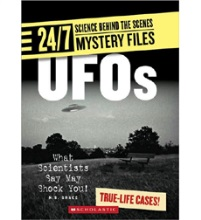 24/7
SCIENCE BEHIND THE SCENES
MYSTERY FILES
UFOs
What
Scientists
Say May
Shock You!
N.B. GRACE
TRUE-LIFE CASES!
SCHOLASTIC